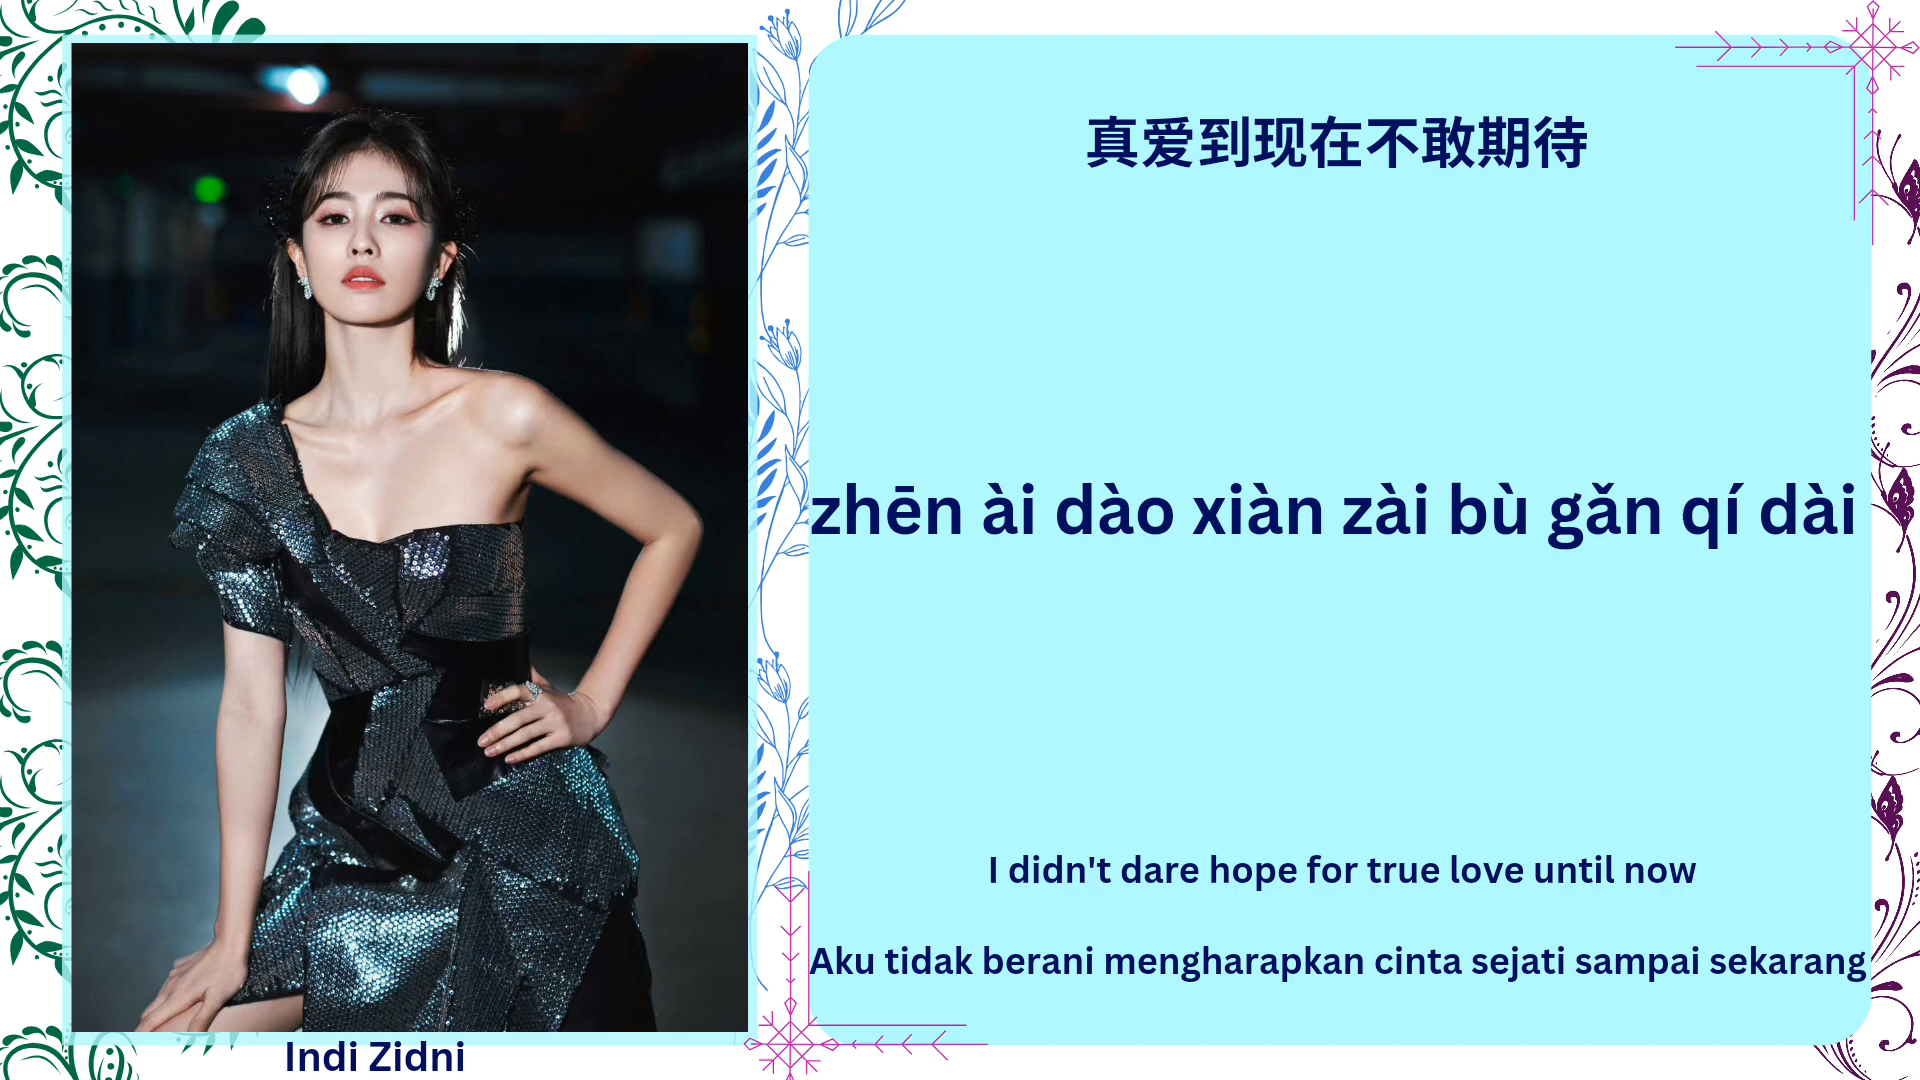 真爱到现在不敢期待
zhēn ài dào xiàn zài bù gǎn qí dài
I didn't dare hope for true love until now
Aku tidak berani mengharapkan cinta sejati sampai sekarang
Indi Zidni